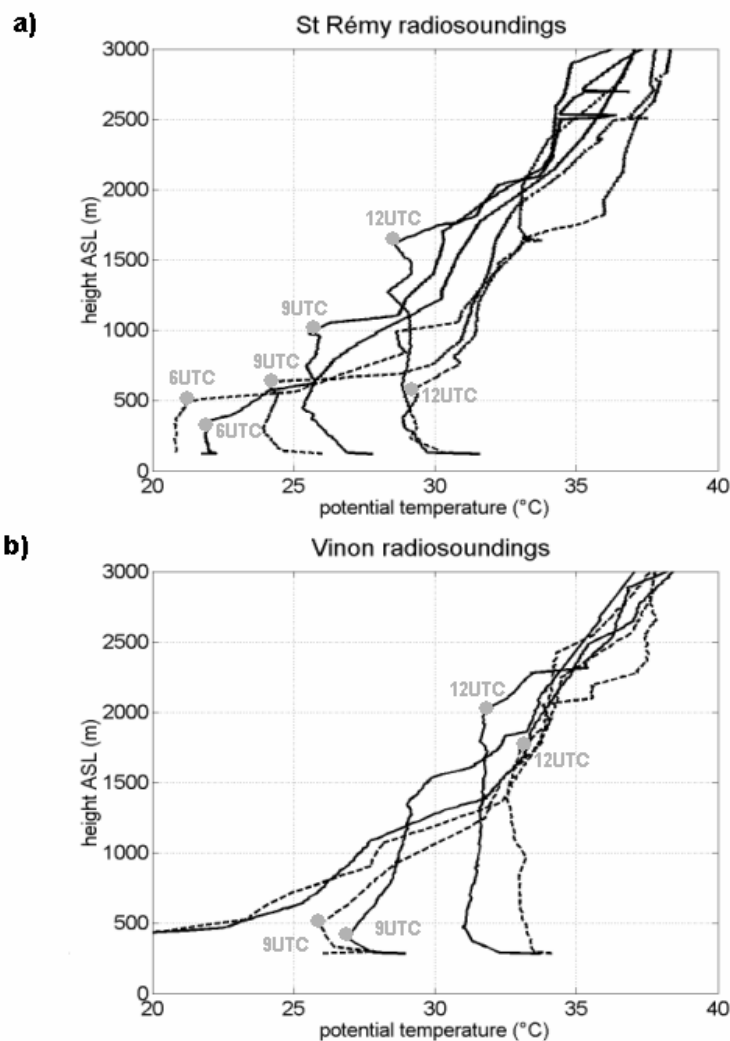 a)
St Rémy radiosoundings
3000
2500
2000
1500
1000
500
0
height ASL (m)
12UTC
9UTC
9UTC
6UTC
12UTC
6UTC
20 25 30 35 40
potential temperature (°C)
b)
Vinon radiosoundings
3000
2500
2000
1500
1000
500
0
height ASL (m)
12UTC
12UTC
9UTC
9UTC
20 25 30 35 40
potential temperature (°C)